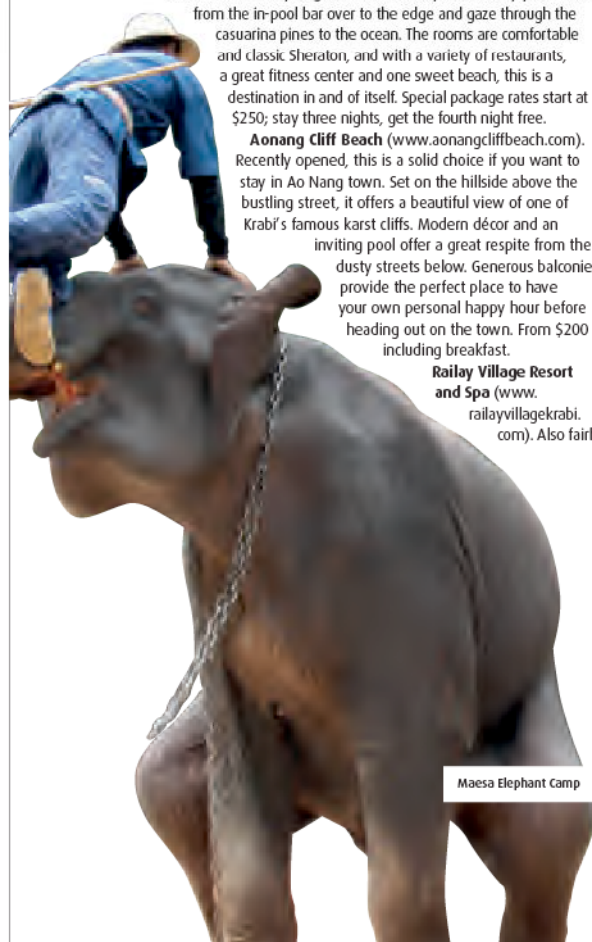 from the in-pool bar over to the edge and gaze through the
casuarina pines to the ocean. The rooms are comfortable
and classic Sheraton, and with a variety of restaurants,
a great fitness center and one sweet beach, this is a
destination in and of itself. Special package rates start at
$250; stay three nights, get the fourth night free.
Aonang Cliff Beach (www.aonangcliffbeach.com).
Recently opened, this is a solid choice if you want to
stay in Ao Nang town. Set on the hillside above the
bustling street, it offers a beautiful view of one of
Krabi's famous karst cliffs. Modern décor and an
inviting pool offer a great respite from the
dusty streets below. Generous balconie
provide the perfect place to have
your own personal happy hour before
heading out on the town. From $200
including breakfast.
Railay Village Resort
and Spa (www.
railayvillagekrabi.
com). Also fairl
Maesa Elephant Camp